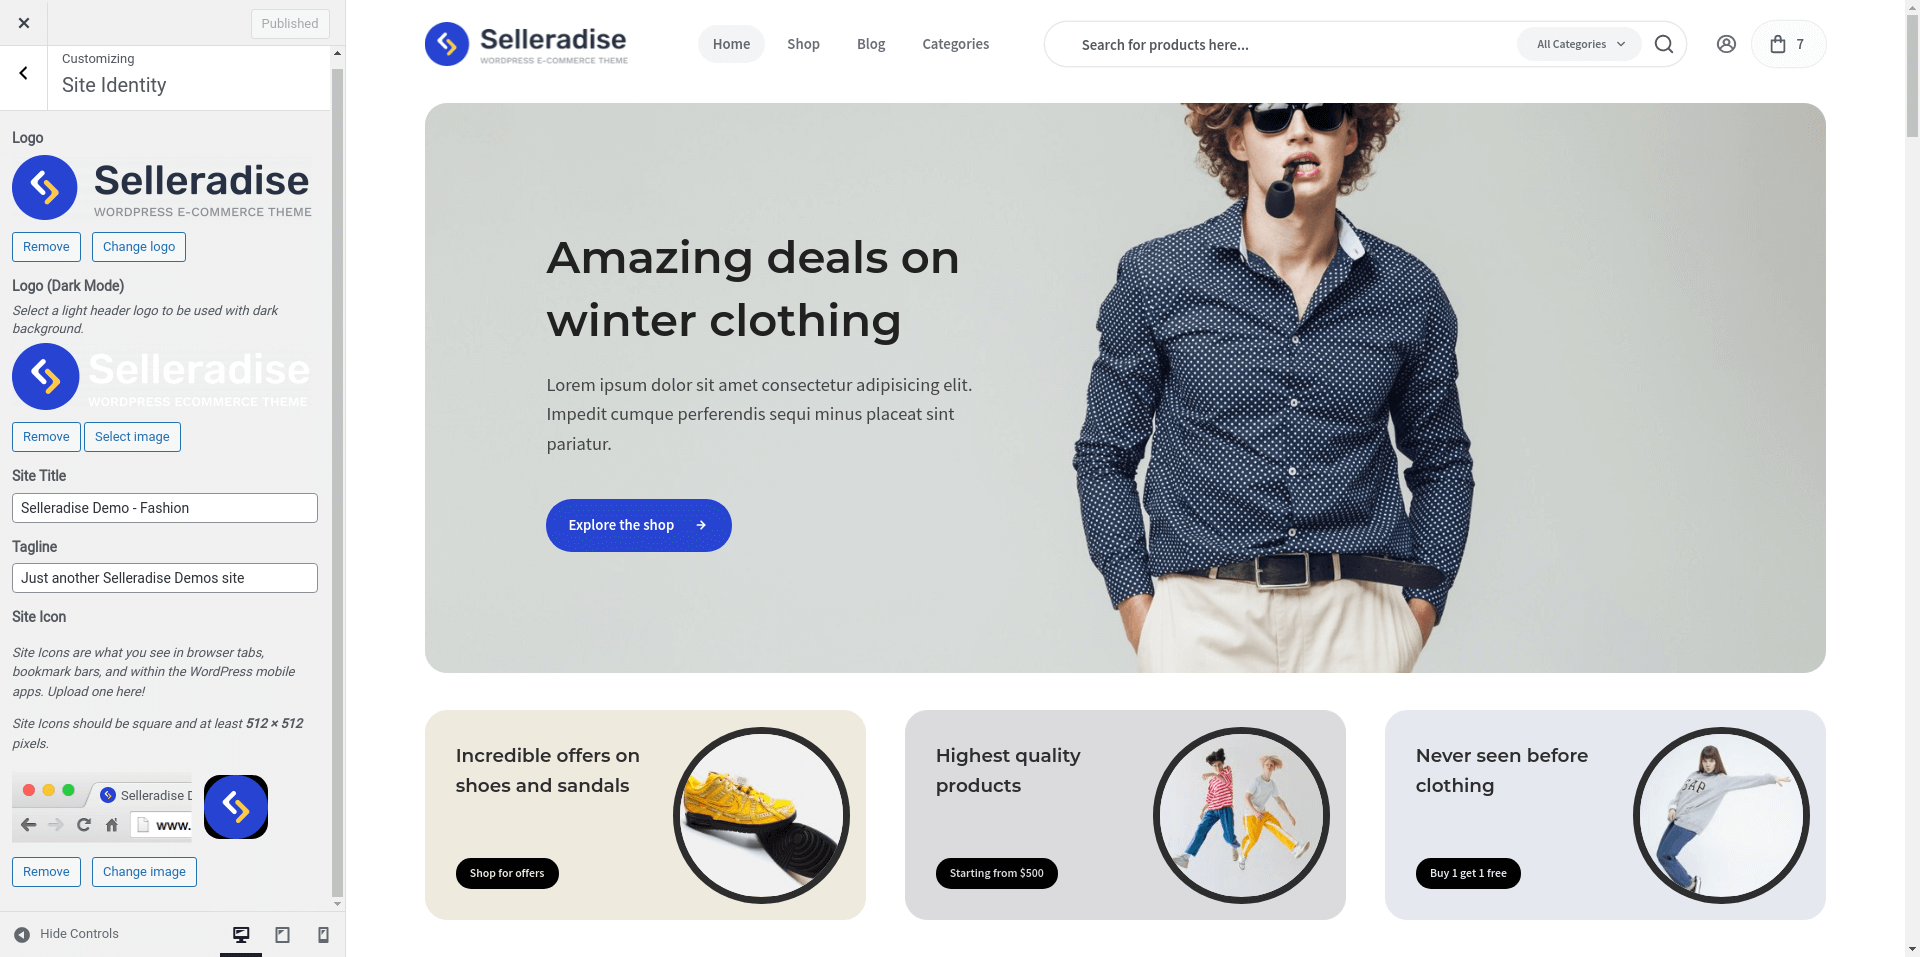 Published
Customizing
Site Identity
Logo
Selleradise
WORDPRESS E-COMMERCE THEME
Remove
Change logo
Logo (Dark Mode)
Select a light header logo to be used with dark
background.
Selleradise
WORDPRESS ECOMMERCE THEME
Remove
Select image
Site Title
Selleradise Demo - Fashion
Tagline
Just another Selleradise Demos site
Site Icon
Site Icons are what you see in browser tabs,
bookmark bars, and within the WordPress mobile
apps. Upload one here!
Site Icons should be square and at least 512 × 512
pixels.
Selleradise D
www.
Remove
Change image
Hide Controls
Selleradise
WORDPRESS E-COMMERCE THEME
Home
Shop
Blog
Categories
Search for products here...
All Categories
7
Amazing deals on
winter clothing
Lorem ipsum dolor sit amet consectetur adipisicing elit.
Impedit cumque perferendis sequi minus placeat sint
pariatur.
Explore the shop
Incredible offers on
shoes and sandals
Shop for offers
Highest quality
products
Starting from $500
Never seen before
clothing
Buy 1 get 1 free
GAP